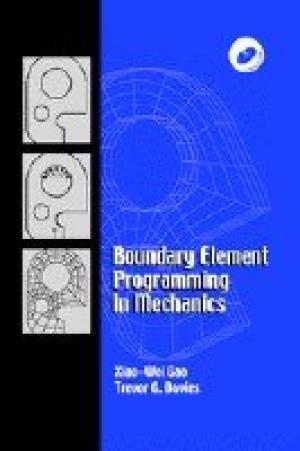 Boundary Element
Programming
In Mechanics
Xiao-Wei Gao
Trevor G. Davies